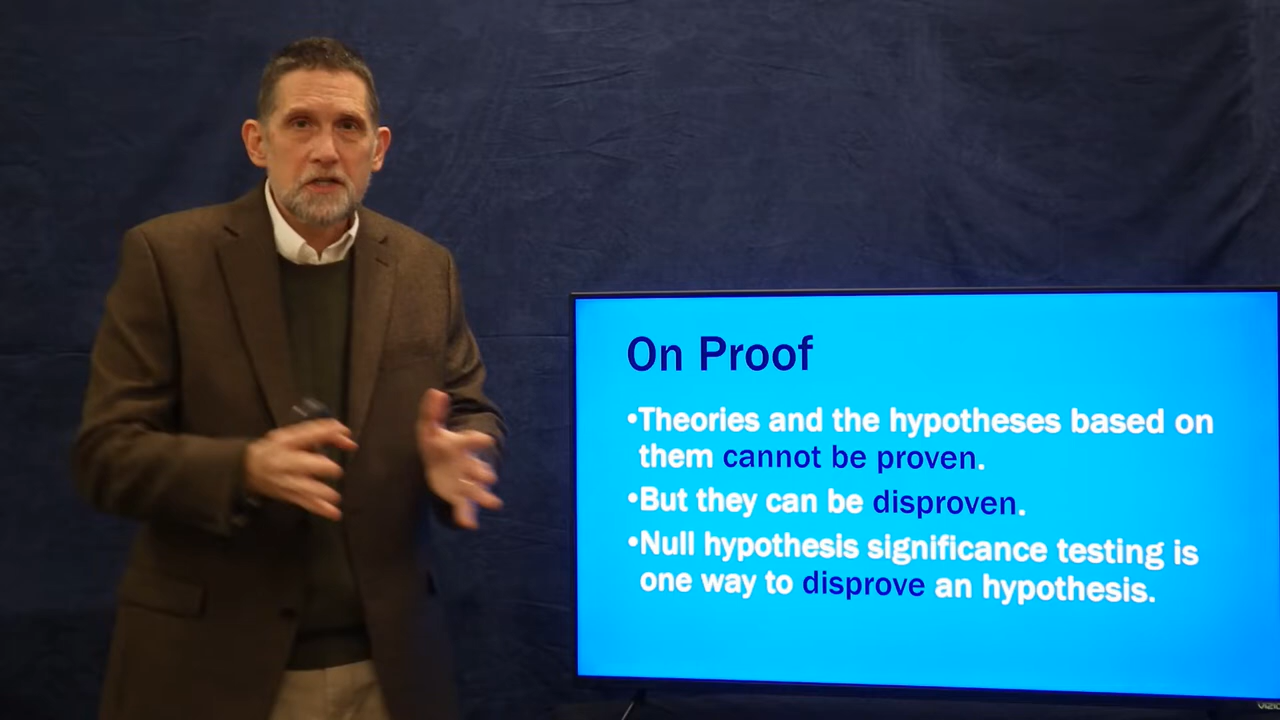 On Proof
•Theories and the hypotheses based on
them cannot be proven.
•But they can be disproven.
•Null hypothesis significance testing is
one way to disprove an hypothesis.
VIZIO